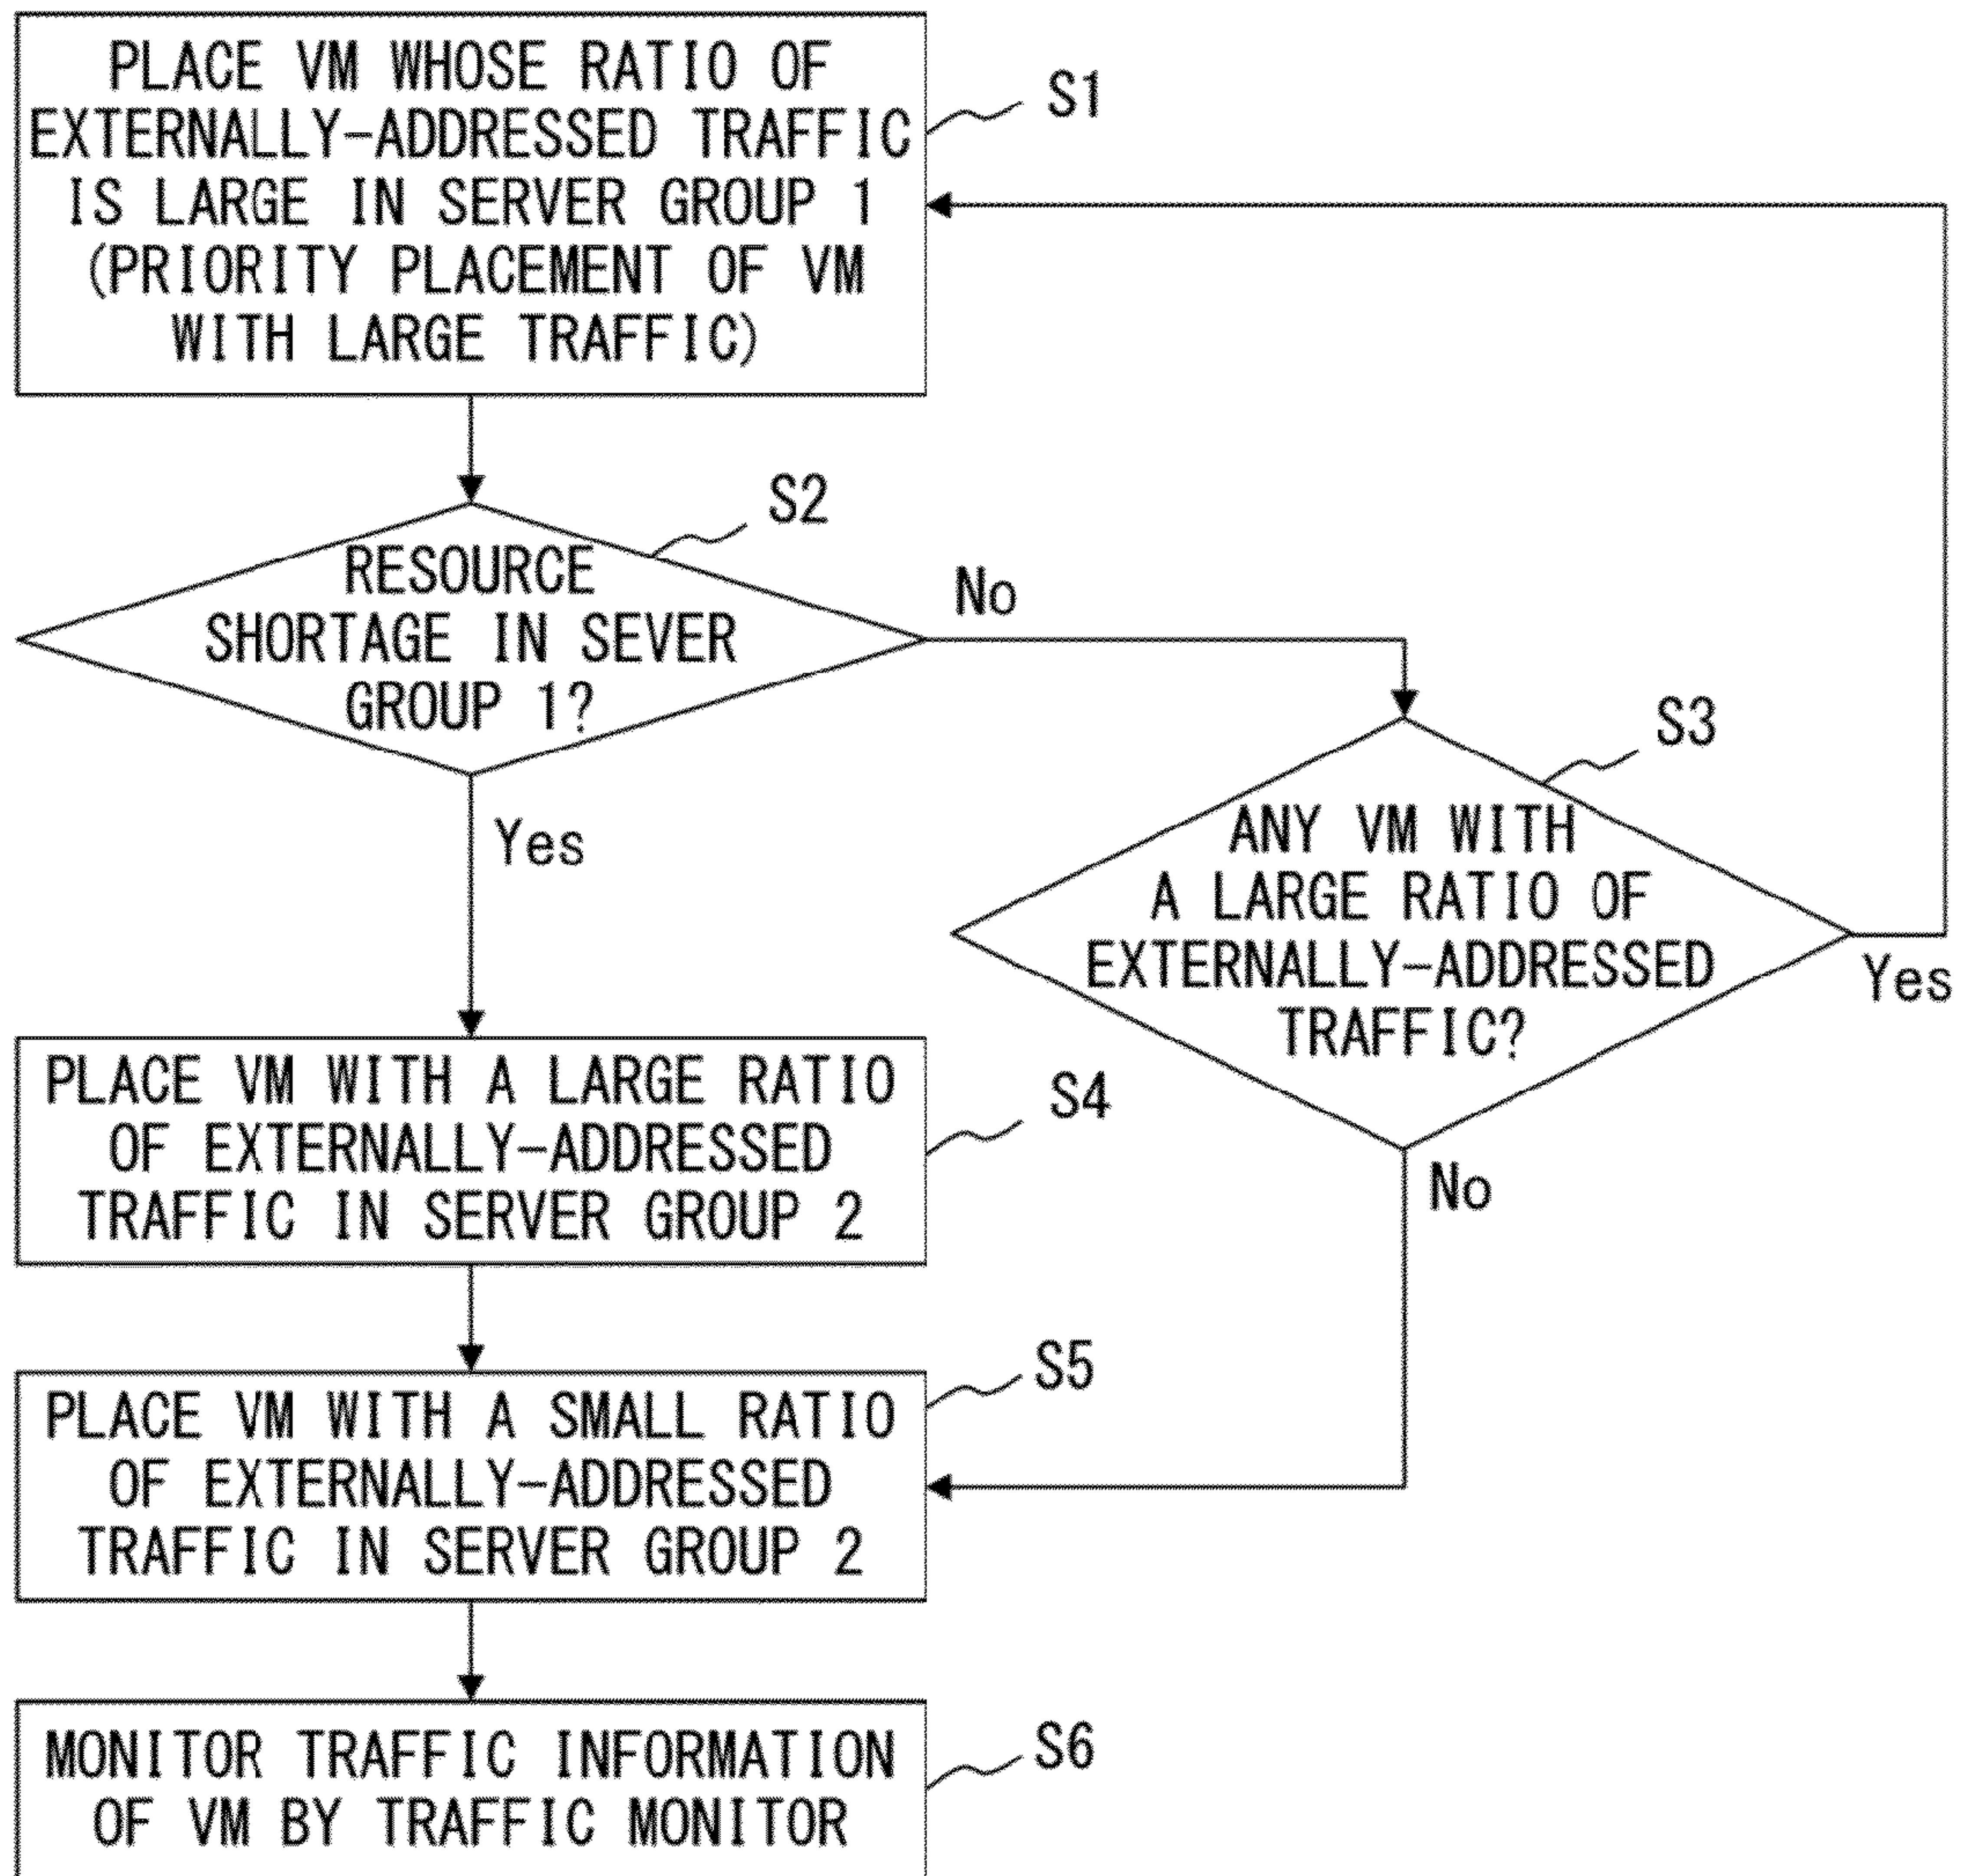 PLACE VM WHOSE RATIO OF
EXTERNALLY-ADDRESSED TRAFFIC
IS LARGE IN SERVER GROUP 1
(PRIORITY PLACEMENT OF VM
WITH LARGE TRAFFIC)
S1
S2
RESOURCE
SHORTAGE IN SEVER
GROUP 1?
No
Yes
S3
ANY VM WITH
A LARGE RATIO OF
EXTERNALLY-ADDRESSED
TRAFFIC?
Yes
No
PLACE VM WITH A LARGE RATIO
OF EXTERNALLY-ADDRESSED
TRAFFIC IN SERVER GROUP 2
S4
PLACE VM WITH A SMALL RATIO
OF EXTERNALLY-ADDRESSED
TRAFFIC IN SERVER GROUP 2
S5
MONITOR TRAFFIC INFORMATION
OF VM BY TRAFFIC MONITOR
S6